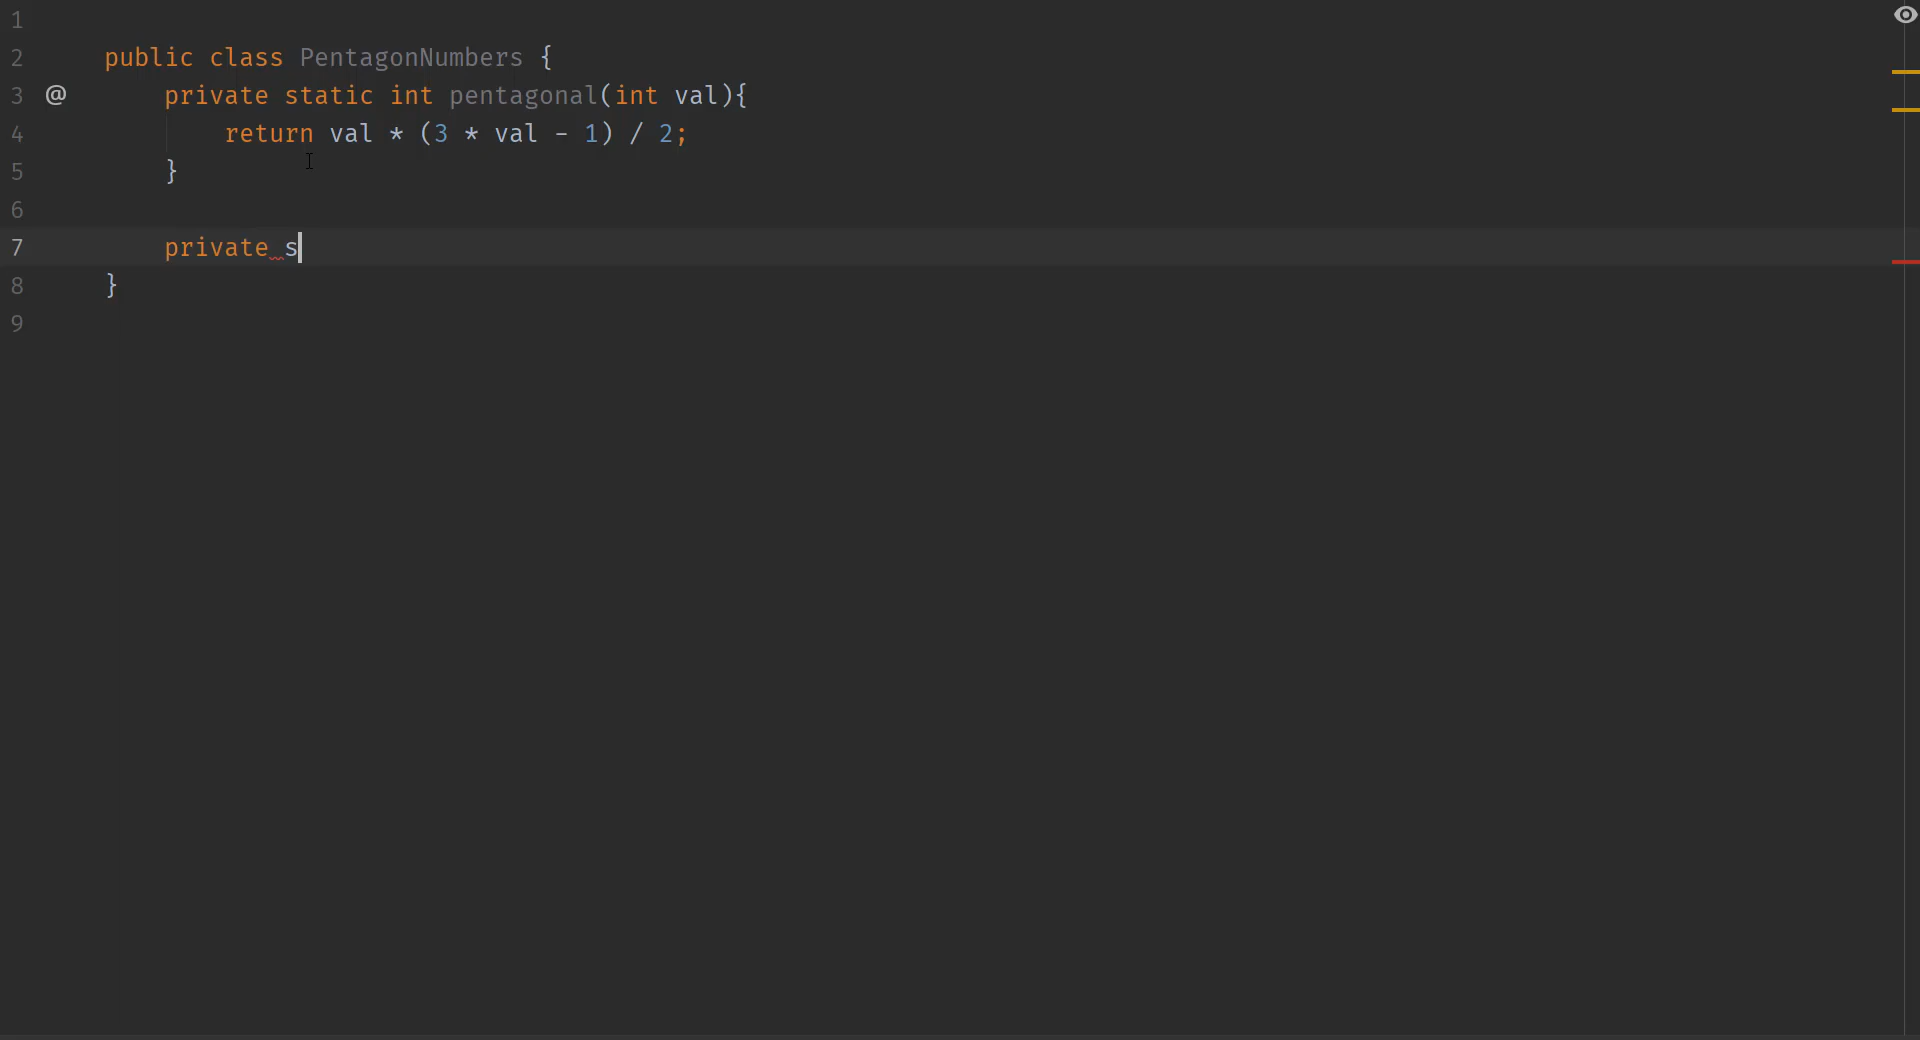 1
2 public class PentagonNumbers {
3 @ private static int pentagonal(int val){
4 return val * (3 * val - 1) / 2;
5 }
6
7 private s
8 }
9